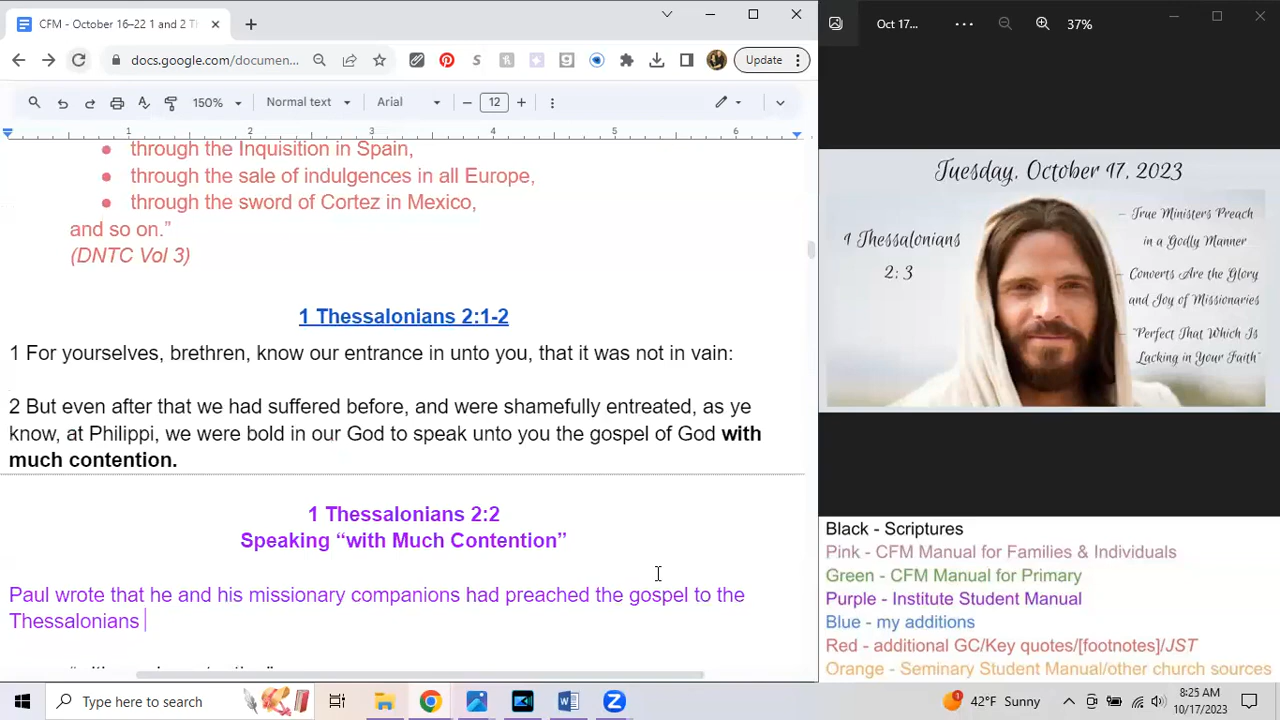 CFM - October 16–22 1 and 2 Th
Oct 17...
37%
docs.google.com/documen...
Update
150%
Normal text
Arial
12
1 2 3 4 5 6
through the Inquisition in Spain,
through the sale of indulgences in all Europe,
through the sword of Cortez in Mexico,
and so on.”
(DNTC Vol 3)
1 Thessalonians 2:1-2
1 For yourselves, brethren, know our entrance in unto you, that it was not in vain:
2 But even after that we had suffered before, and were shamefully entreated, as ye
know, at Philippi, we were bold in our God to speak unto you the gospel of God with
much contention.
1 Thessalonians 2:2
Speaking “with Much Contention”
Paul wrote that he and his missionary companions had preached the gospel to the
Thessalonians
Tuesday, October 17, 2023
1 Thessalonians
2; 3
– True Ministers Preach
in a Godly Manner
– Converts Are the Glory
and Joy of Missionaries
– “Perfect That Which Is
Lacking in Your Faith”
Black - Scriptures
Pink - CFM Manual for Families & Individuals
Green - CFM Manual for Primary
Purple - Institute Student Manual
Blue - my additions
Red - additional GC/Key quotes/[footnotes]/JST
Orange - Seminary Student Manual/other church sources
Type here to search
1
42°F Sunny
8:25 AM
10/17/2023